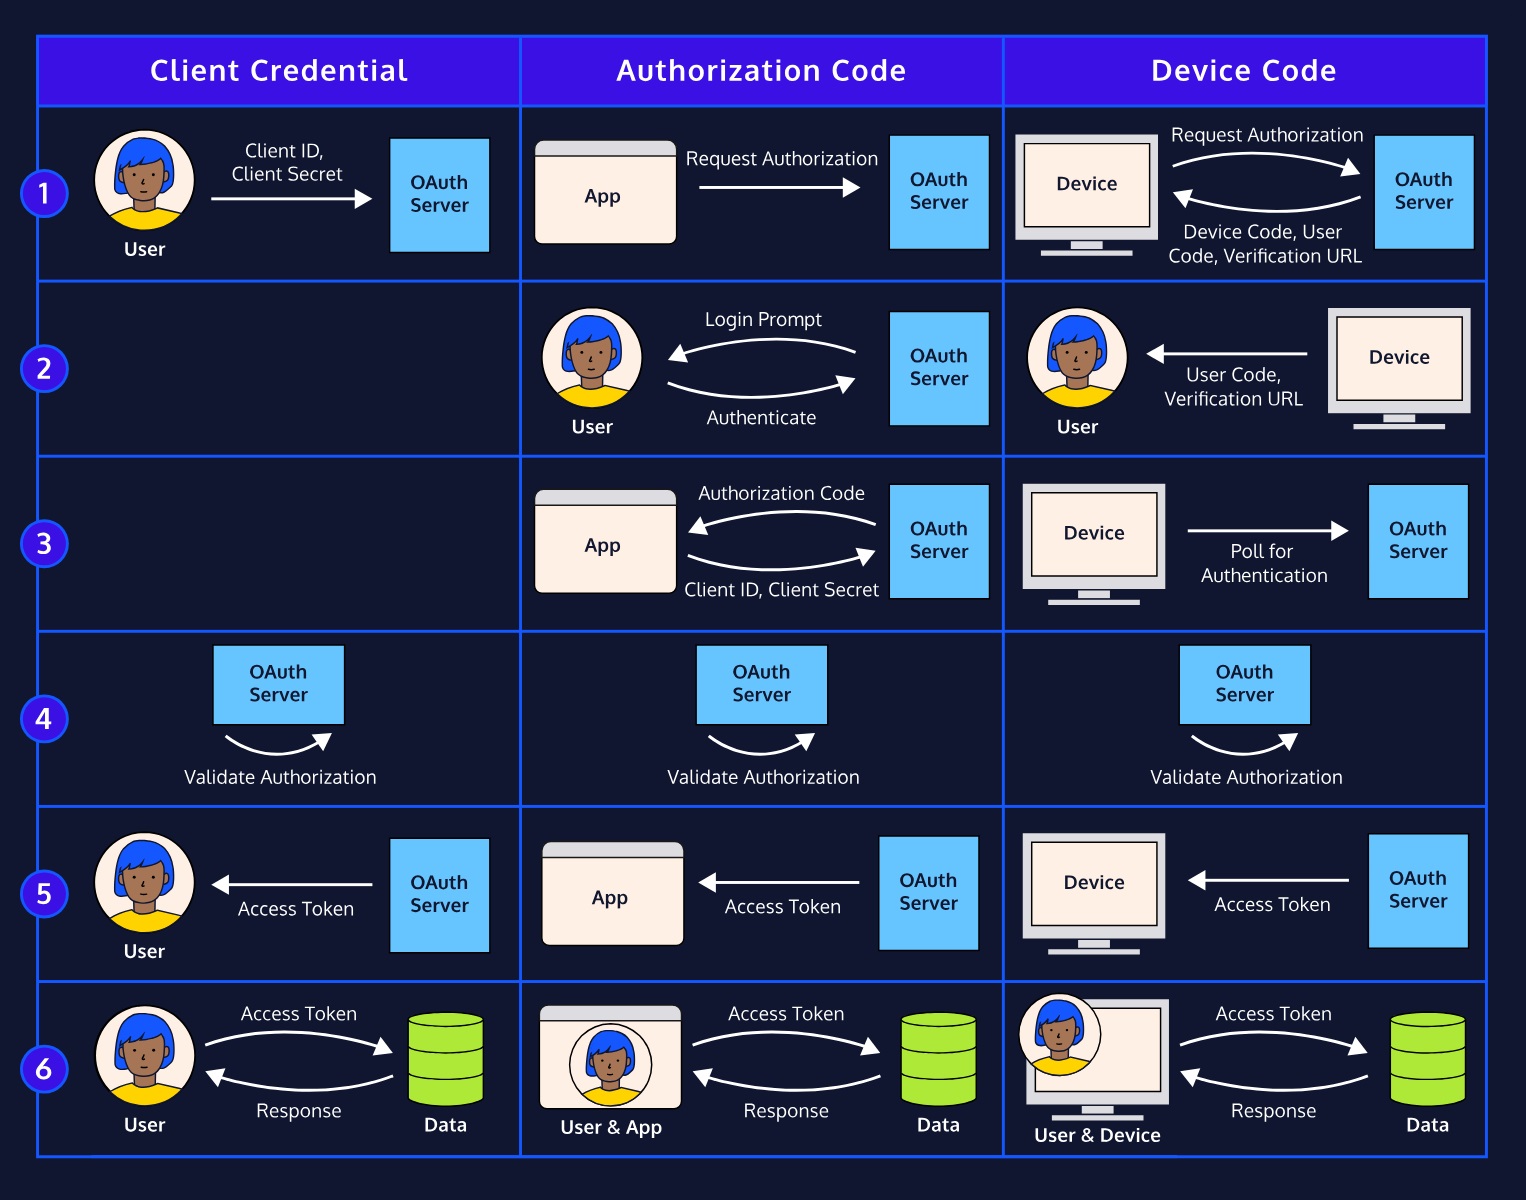 Client Credential
Authorization Code
Device Code
1
Client ID,
Client Secret
OAuth
Server
User
App
Request Authorization
OAuth
Server
Device
Request Authorization
OAuth
Server
Device Code, User
Code, Verification URL
2
Login Prompt
OAuth
Server
Authenticate
User
User Code,
Verification URL
Device
User
3
App
Authorization Code
OAuth
Server
Client ID, Client Secret
Device
Poll for
Authentication
OAuth
Server
4
OAuth
Server
Validate Authorization
OAuth
Server
Validate Authorization
OAuth
Server
Validate Authorization
5
Access Token
OAuth
Server
User
App
Access Token
OAuth
Server
Device
Access Token
OAuth
Server
6
Access Token
Response
User
Data
Access Token
Response
User & App
Data
Access Token
Response
User & Device
Data